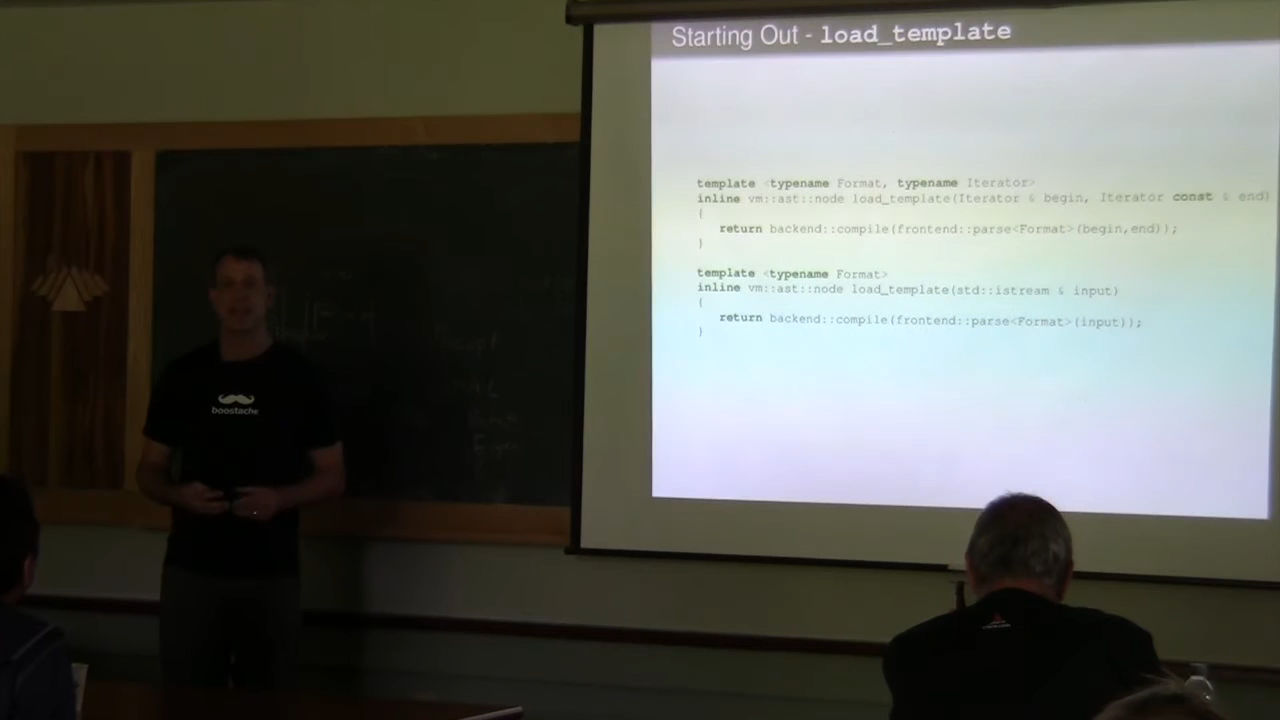 Starting Out - load_template
template <typename Format, typename Iterator>
inline vm::ast::node load_template(Iterator & begin, Iterator const & end)
{
return backend::compile(frontend::parse<Format>(begin,end));
}
template <typename Format>
inline vm::ast::node load_template(std::istream & input)
{
return backend::compile(frontend::parse<Format>(input));
}
boostache